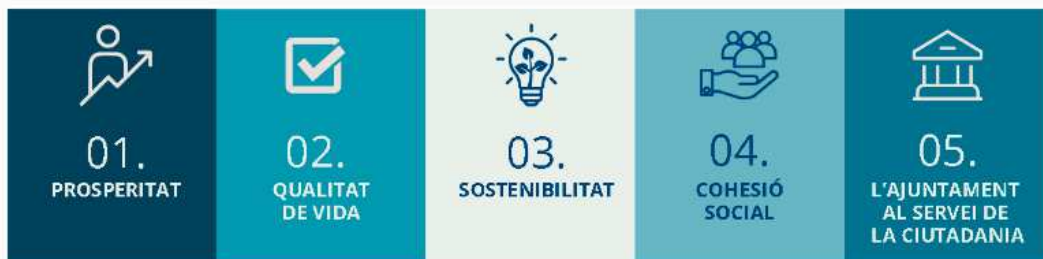 01.
PROSPERITAT
02.
QUALITAT
DE VIDA
03.
SOSTENIBILITAT
04.
COHESIÓ
SOCIAL
05.
L'AJUNTAMENT
AL SERVEI DE
LA CIUTADANIA